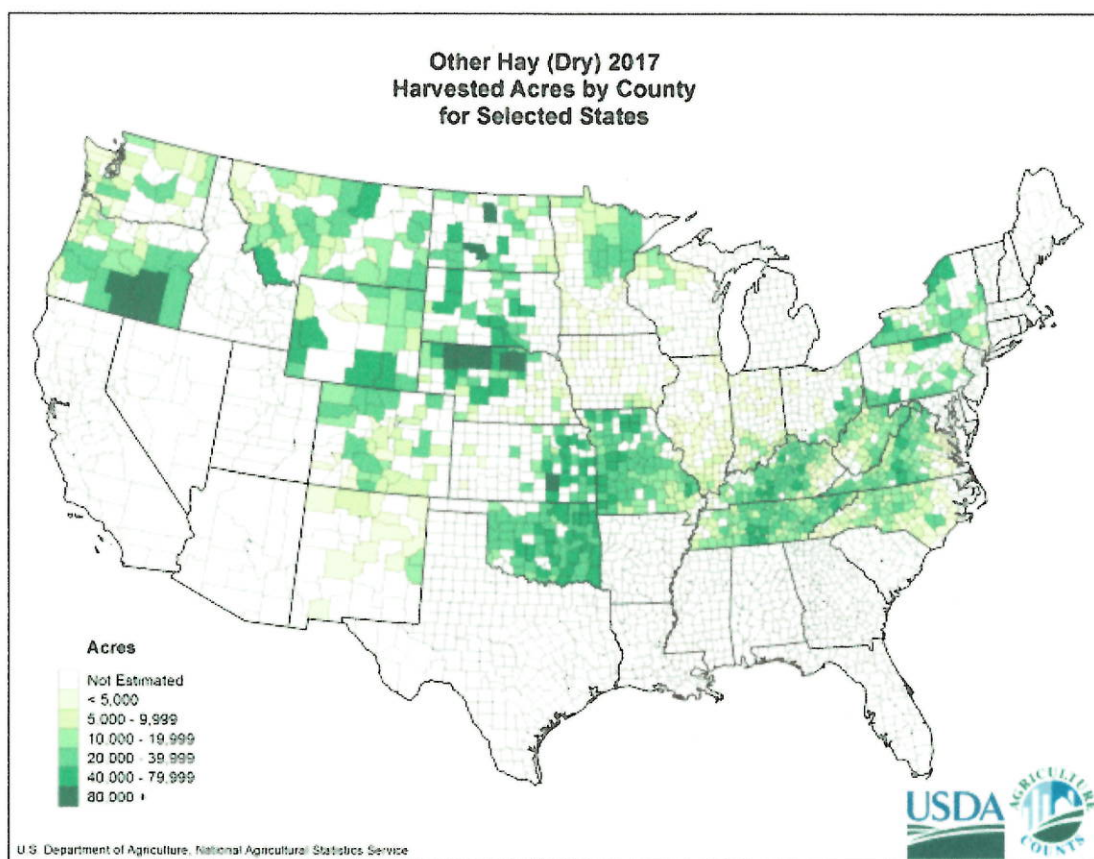 Other Hay (Dry) 2017
Harvested Acres by County
for Selected States
Acres
Not Estimated
< 5,000
5,000 - 9,999
10,000 - 19,999
20,000 - 39,999
40,000 - 79,999
80,000 +
USDA
AGRICULTURE
COUNTS
U.S. Department of Agriculture, National Agricultural Statistics Service